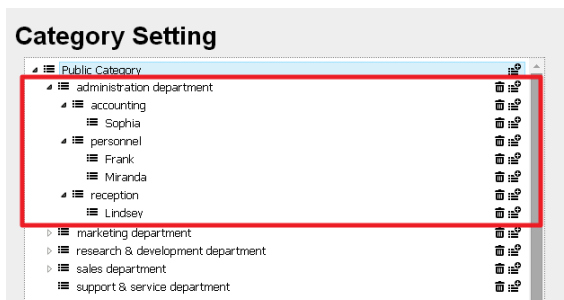 Category Setting
Public Category
administration department
accounting
Sophia
personnel
Frank
Miranda
reception
Lindsey
marketing department
research & development department
sales department
support & service department